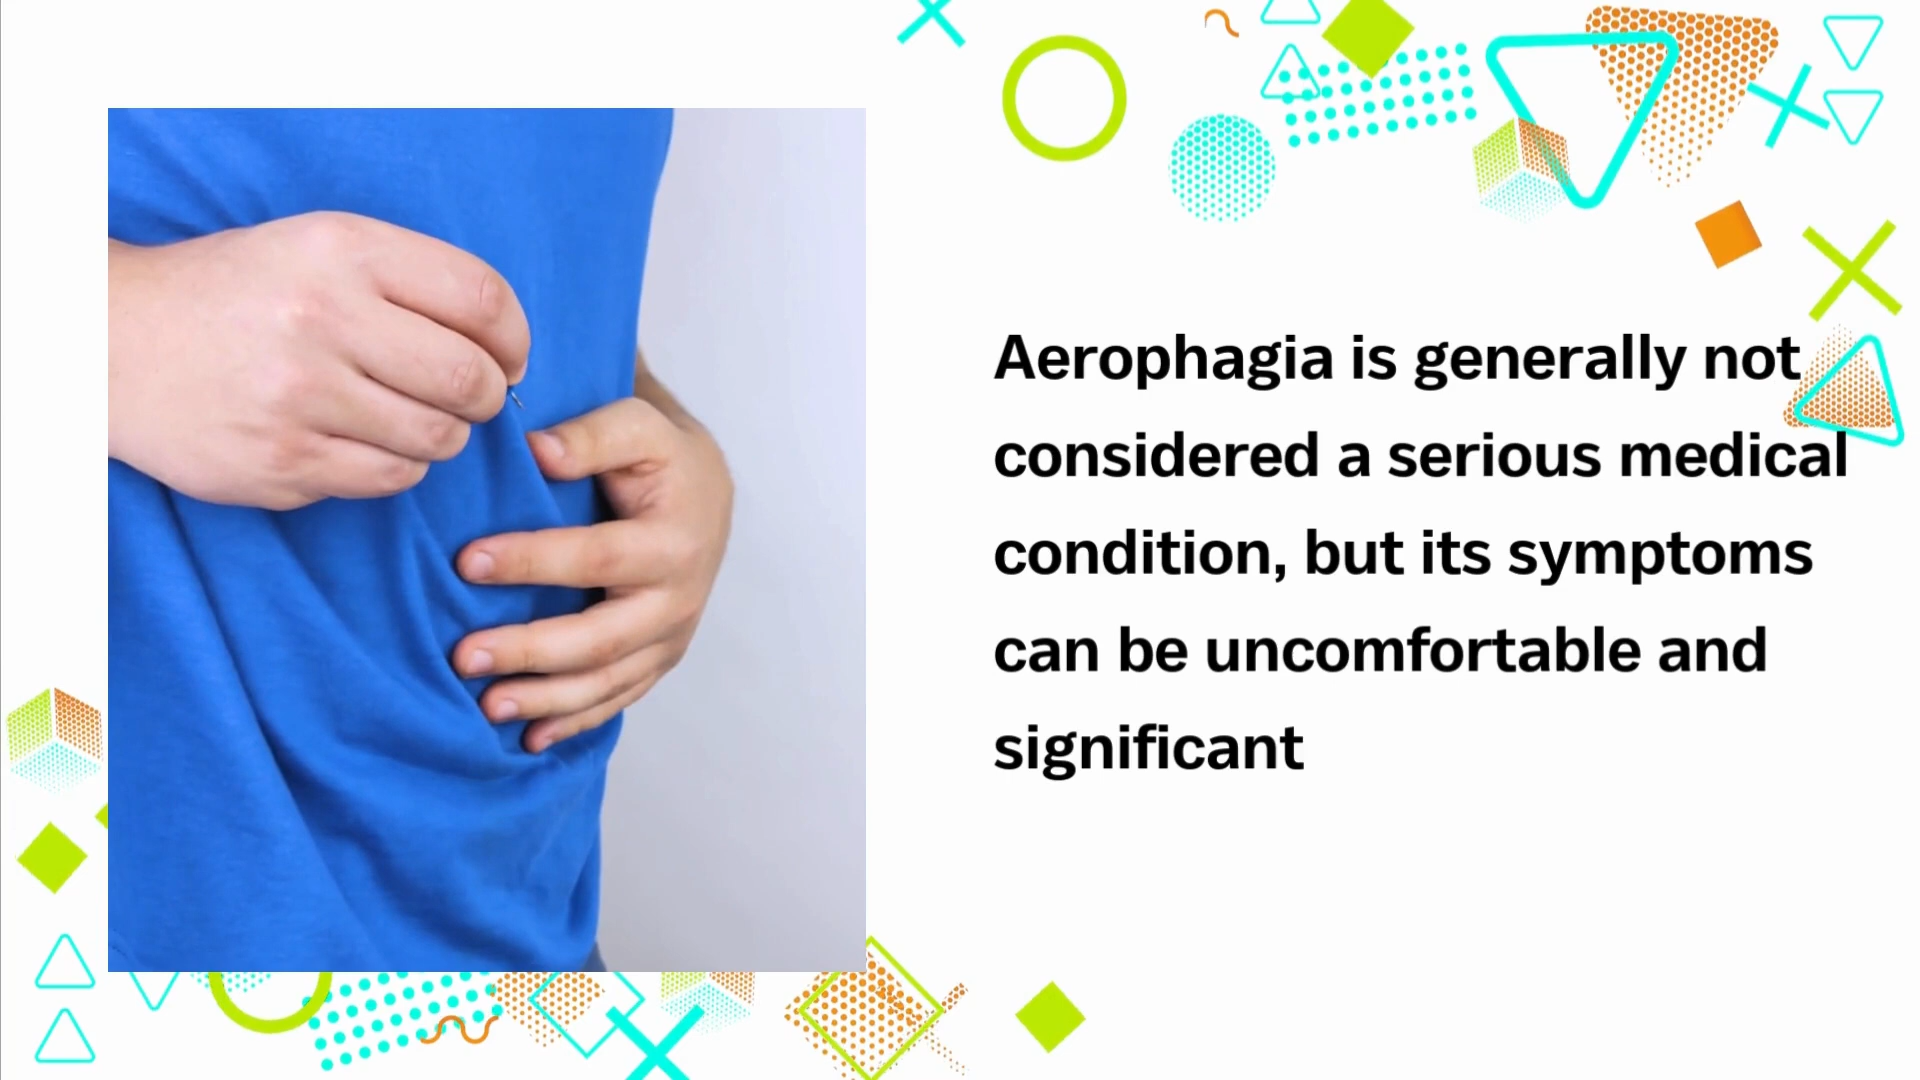 Aerophagia is generally not
considered a serious medical
condition, but its symptoms
can be uncomfortable and
significant